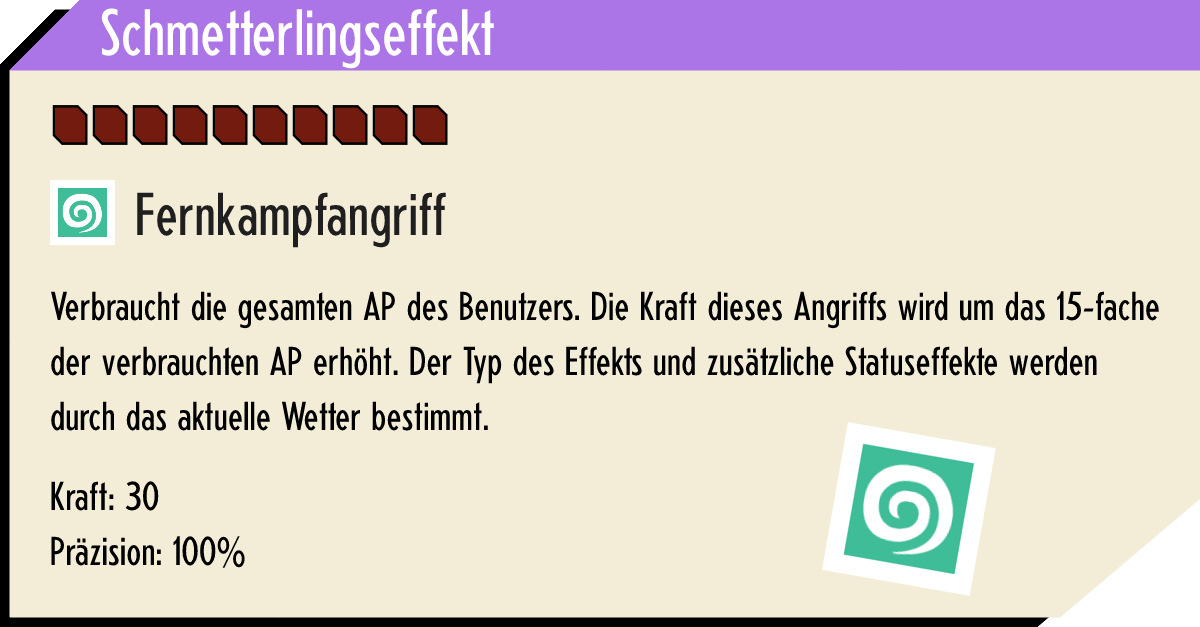 Schmetterlingseffekt
Fernkampfangriff
Verbraucht die gesamten AP des Benutzers. Die Kraft dieses Angriffs wird um das 15-fache
der verbrauchten AP erhöht. Der Typ des Effekts und zusätzliche Statuseffekte werden
durch das aktuelle Wetter bestimmt.
Kraft: 30
Präzision: 100%